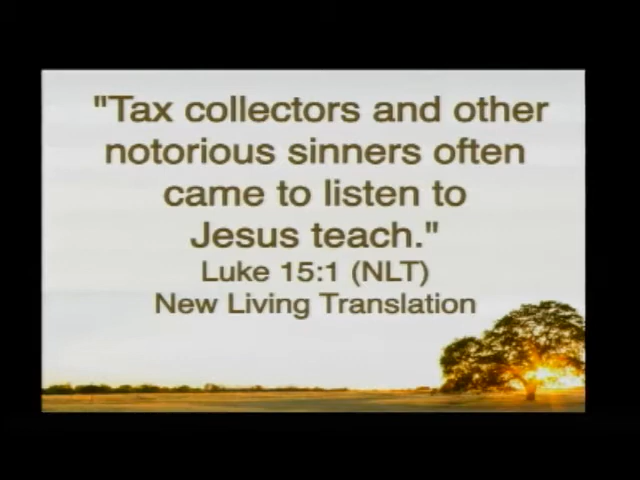 "Tax collectors and other
notorious sinners often
came to listen to
Jesus teach."
Luke 15:1 (NLT)
New Living Translation